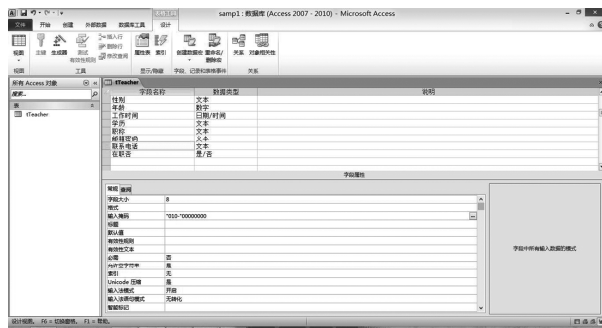 samp1 : 数据库 (Access 2007 - 2010) - Microsoft Access
文件 开始 创建 外部数据 数据库工具 设计
视图 主键 生成器 测试有效性规则 插入行 删除行 修改查阅 属性表 索引 创建数据宏 重命名/删除宏 关系 对象相关性
视图 工具 显示/隐藏 字段、记录和表格事件 关系
所有 Access 对象
搜索...
表
tTeacher
tTeacher
字段名称 数据类型 说明
性别 文本
年龄 数字
工作时间 日期/时间
学历 文本
职称 文本
邮箱密码 文本
联系电话 文本
在职否 是/否
字段属性
常规 查阅
字段大小 8
格式
输入掩码 "010-"00000000
标题
默认值
有效性规则
有效性文本
必需 否
允许空字符串 是
索引 无
Unicode 压缩 是
输入法模式 开启
输入法语句模式 无转化
智能标记
字段中所有输入数据的模式
设计视图。 F6 = 切换窗格。 F1 = 帮助。